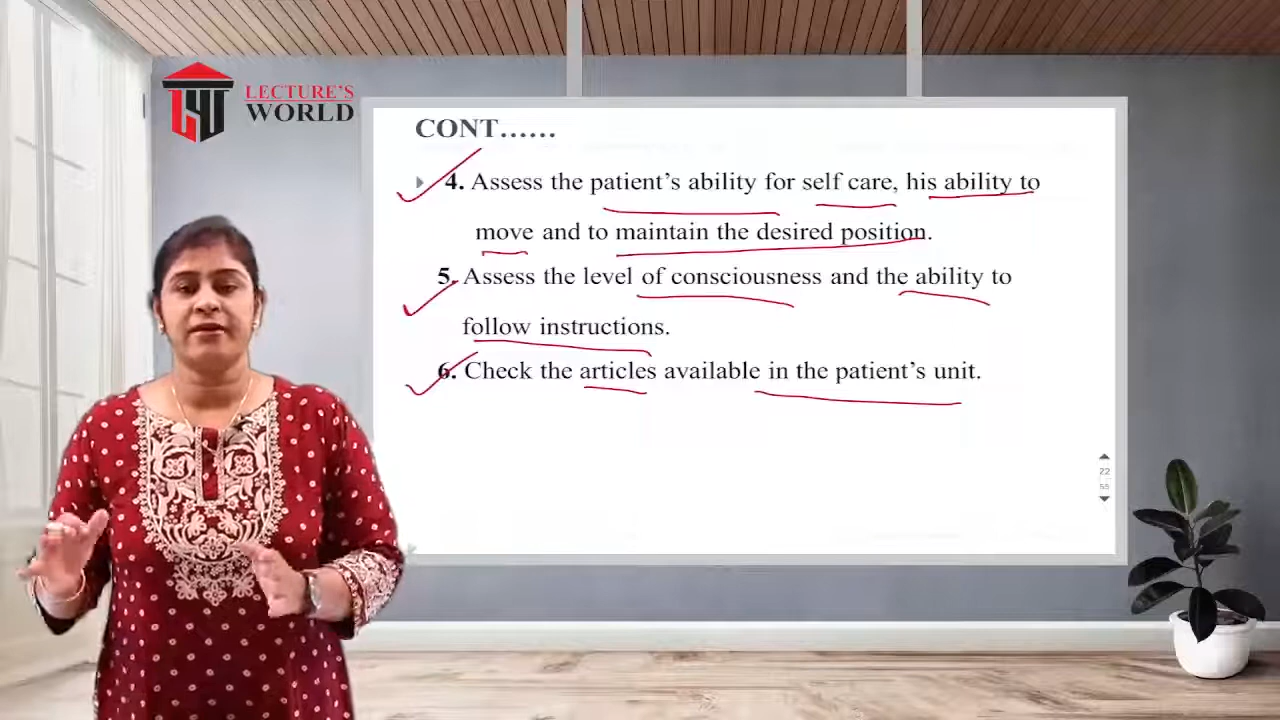 LECTURE'S
WORLD
CONT......
4. Assess the patient's ability for self care, his ability to
move and to maintain the desired position.
5. Assess the level of consciousness and the ability to
follow instructions.
6. Check the articles available in the patient's unit.
22
55